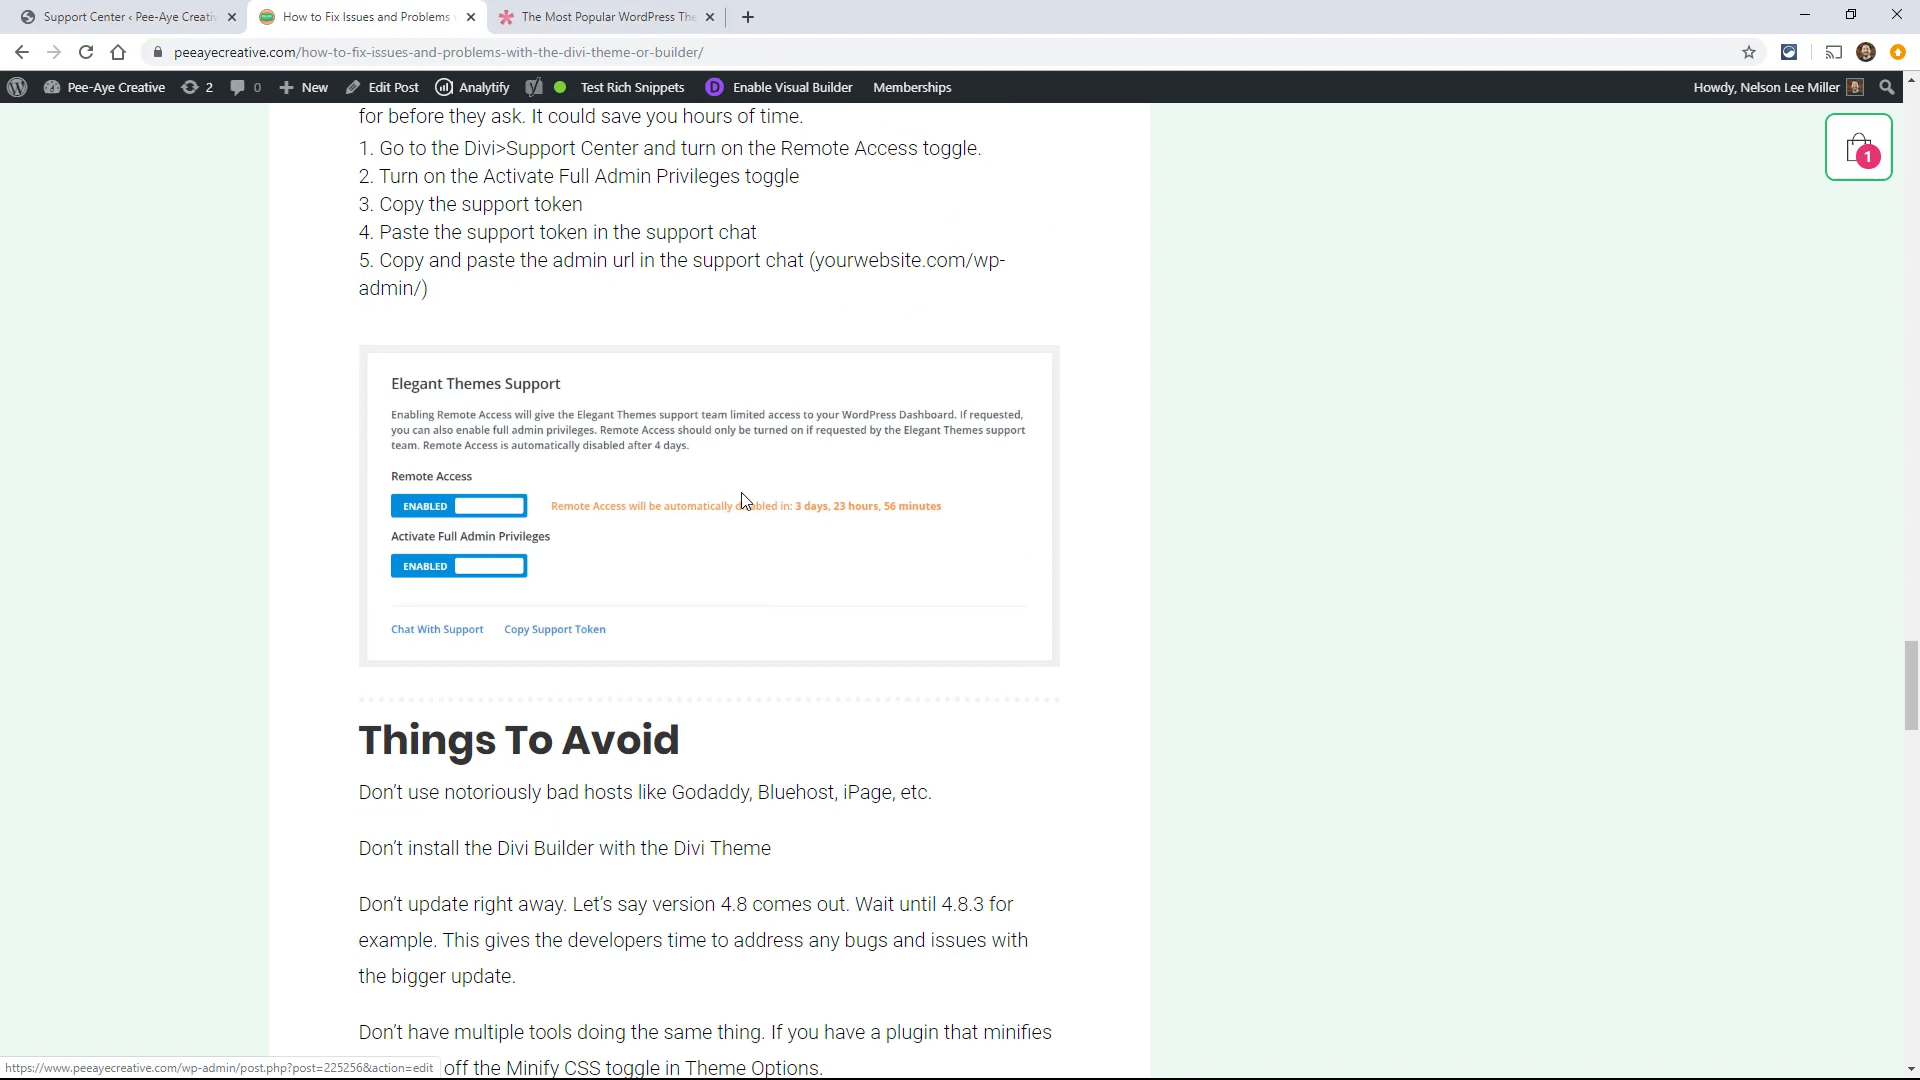 Support Center ‹ Pee-Aye Creativ
How to Fix Issues and Problems w
The Most Popular WordPress The
peeayecreative.com/how-to-fix-issues-and-problems-with-the-divi-theme-or-builder/
Pee-Aye Creative 2 0 New Edit Post Analytify Test Rich Snippets D Enable Visual Builder Memberships Howdy, Nelson Lee Miller
1
for before they ask. It could save you hours of time.
1. Go to the Divi>Support Center and turn on the Remote Access toggle.
2. Turn on the Activate Full Admin Privileges toggle
3. Copy the support token
4. Paste the support token in the support chat
5. Copy and paste the admin url in the support chat (yourwebsite.com/wp-
admin/)
Elegant Themes Support
Enabling Remote Access will give the Elegant Themes support team limited access to your WordPress Dashboard. If requested,
you can also enable full admin privileges. Remote Access should only be turned on if requested by the Elegant Themes support
team. Remote Access is automatically disabled after 4 days.
Remote Access
ENABLED Remote Access will be automatically disabled in: 3 days, 23 hours, 56 minutes
Activate Full Admin Privileges
ENABLED
Chat With Support Copy Support Token
Things To Avoid
Don’t use notoriously bad hosts like Godaddy, Bluehost, iPage, etc.
Don’t install the Divi Builder with the Divi Theme
Don’t update right away. Let’s say version 4.8 comes out. Wait until 4.8.3 for
example. This gives the developers time to address any bugs and issues with
the bigger update.
Don’t have multiple tools doing the same thing. If you have a plugin that minifies
off the Minify CSS toggle in Theme Options.
https://www.peeayecreative.com/wp-admin/post.php?post=225256&action=edit